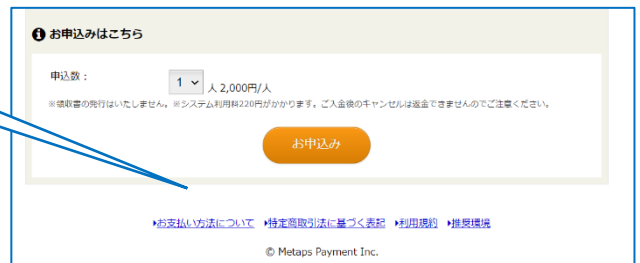 お申込みはこちら
申込数：
1 人 2,000円/人
※領収書の発行はいたしません。※システム利用料220円がかかります。ご入金後のキャンセルは返金できませんのでご注意ください。
お申込み
お支払い方法について 特定商取引法に基づく表記 利用規約 推奨環境
© Metaps Payment Inc.